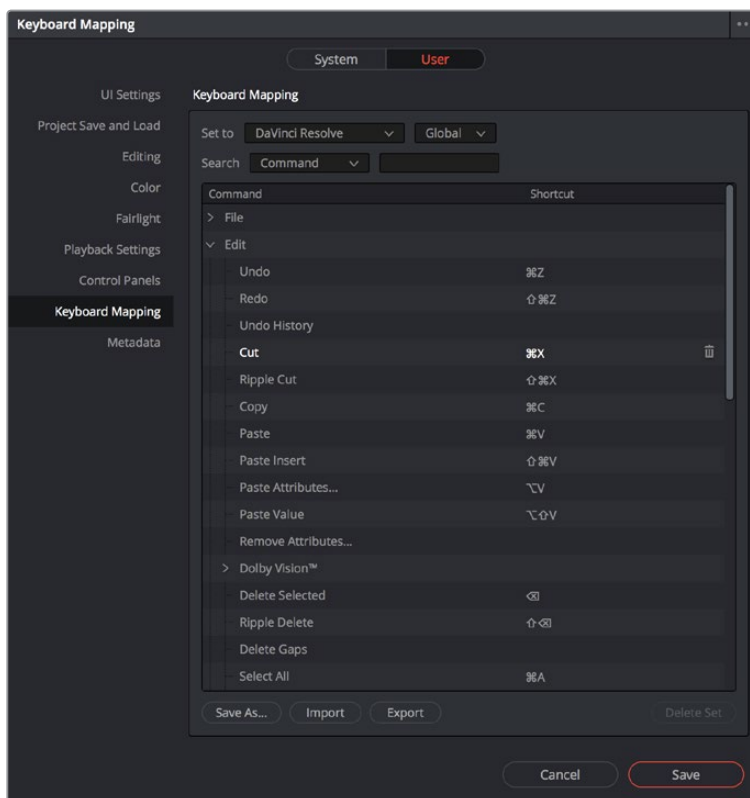 Keyboard Mapping
System User
UI Settings
Project Save and Load
Editing
Color
Fairlight
Playback Settings
Control Panels
Keyboard Mapping
Metadata
Keyboard Mapping
Set to DaVinci Resolve Global
Search Command
Command Shortcut
File
Edit
Undo ⌘Z
Redo ⇧⌘Z
Undo History
Cut ⌘X
Ripple Cut ⇧⌘X
Copy ⌘C
Paste ⌘V
Paste Insert ⇧⌘V
Paste Attributes... ⌥V
Paste Value ⌥⇧V
Remove Attributes...
Dolby Vision™
Delete Selected ⌫
Ripple Delete ⇧⌫
Delete Gaps
Select All ⌘A
Save As... Import Export Delete Set
Cancel Save